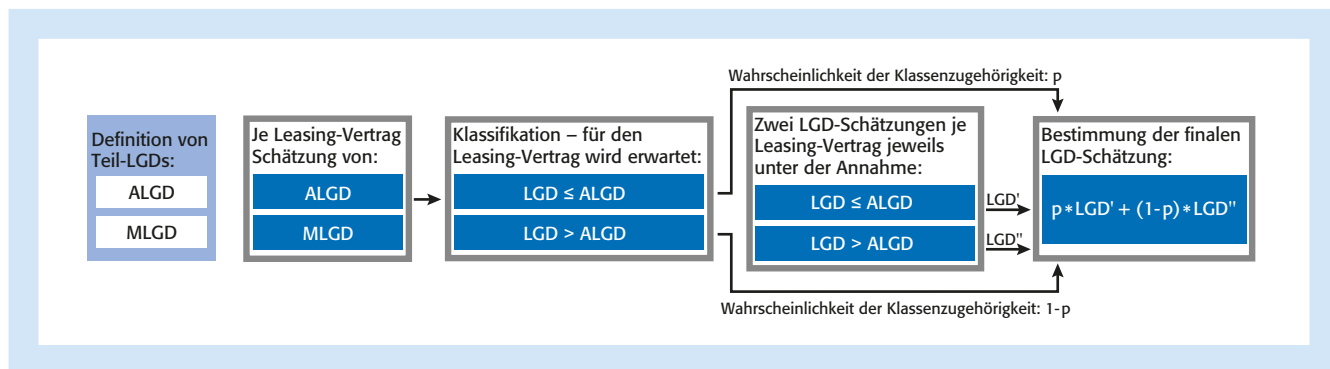 Wahrscheinlichkeit der Klassenzugehörigkeit: p
Definition von
Teil-LGDs:
ALGD
MLGD
Je Leasing-Vertrag
Schätzung von:
ALGD
MLGD
Klassifikation – für den
Leasing-Vertrag wird erwartet:
LGD ≤ ALGD
LGD > ALGD
Zwei LGD-Schätzungen je
Leasing-Vertrag jeweils
unter der Annahme:
LGD ≤ ALGD
LGD > ALGD
LGD'
LGD"
Bestimmung der finalen
LGD-Schätzung:
p*LGD' + (1-p)*LGD"
Wahrscheinlichkeit der Klassenzugehörigkeit: 1-p